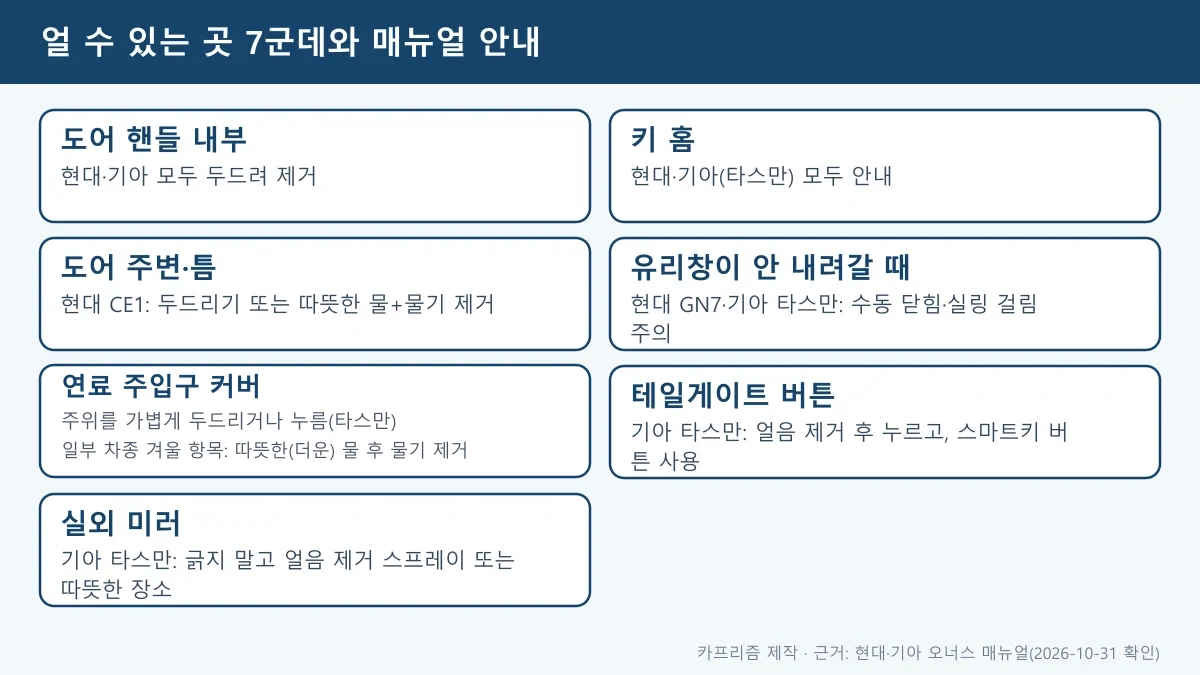 얼 수 있는 곳 7군데와 매뉴얼 안내
도어 핸들 내부
현대·기아 모두 두드려 제거
키 홈
현대·기아(타스만) 모두 안내
도어 주변·틈
현대 CE1: 두드리기 또는 따뜻한 물+물기 제거
유리창이 안 내려갈 때
현대 GN7·기아 타스만: 수동 닫힘·실링 걸림
주의
연료 주입구 커버
주위를 가볍게 두드리거나 누름(타스만)
일부 차종 겨울 항목: 따뜻한(더운) 물 후 물기 제거
테일게이트 버튼
기아 타스만: 얼음 제거 후 누르고, 스마트키 버
튼 사용
실외 미러
기아 타스만: 긁지 말고 얼음 제거 스프레이 또는
따뜻한 장소
카프리즘 제작 · 근거: 현대·기아 오너스 매뉴얼(2026-10-31 확인)